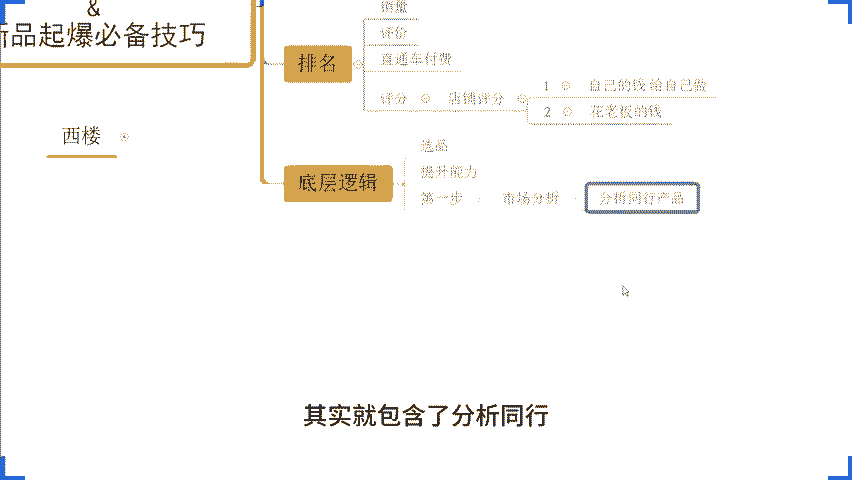 &
新品起爆必备技巧
西楼
排名
销量
评价
直通车付费
评分 店铺评分
1 自己的钱给自己做
2 花老板的钱
底层逻辑
选品
提升能力
第一步 市场分析 分析同行产品
其实就包含了分析同行